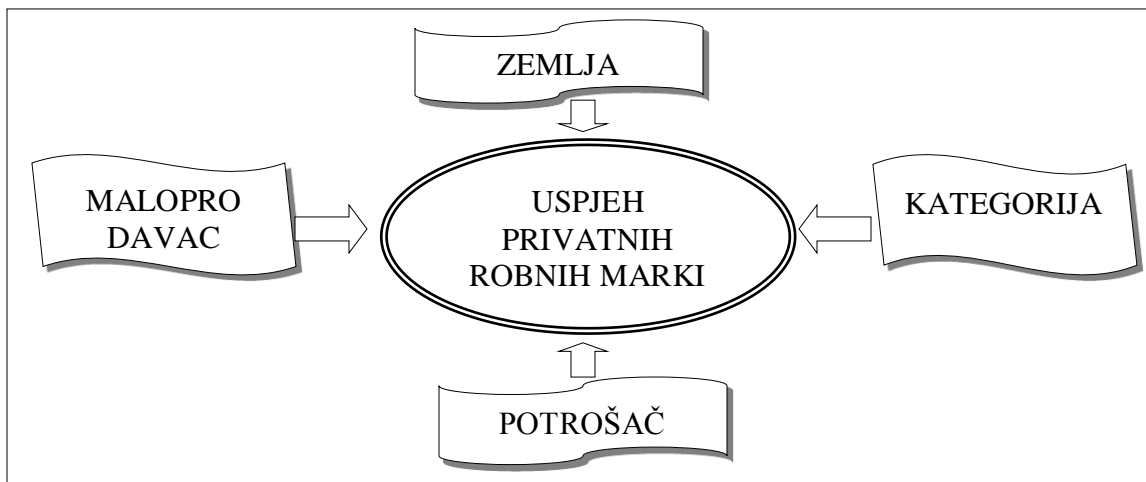 ZEMLJA
MALOPRO
DAVAC
USPJEH
PRIVATNIH
ROBNIH MARKI
KATEGORIJA
POTROŠAČ